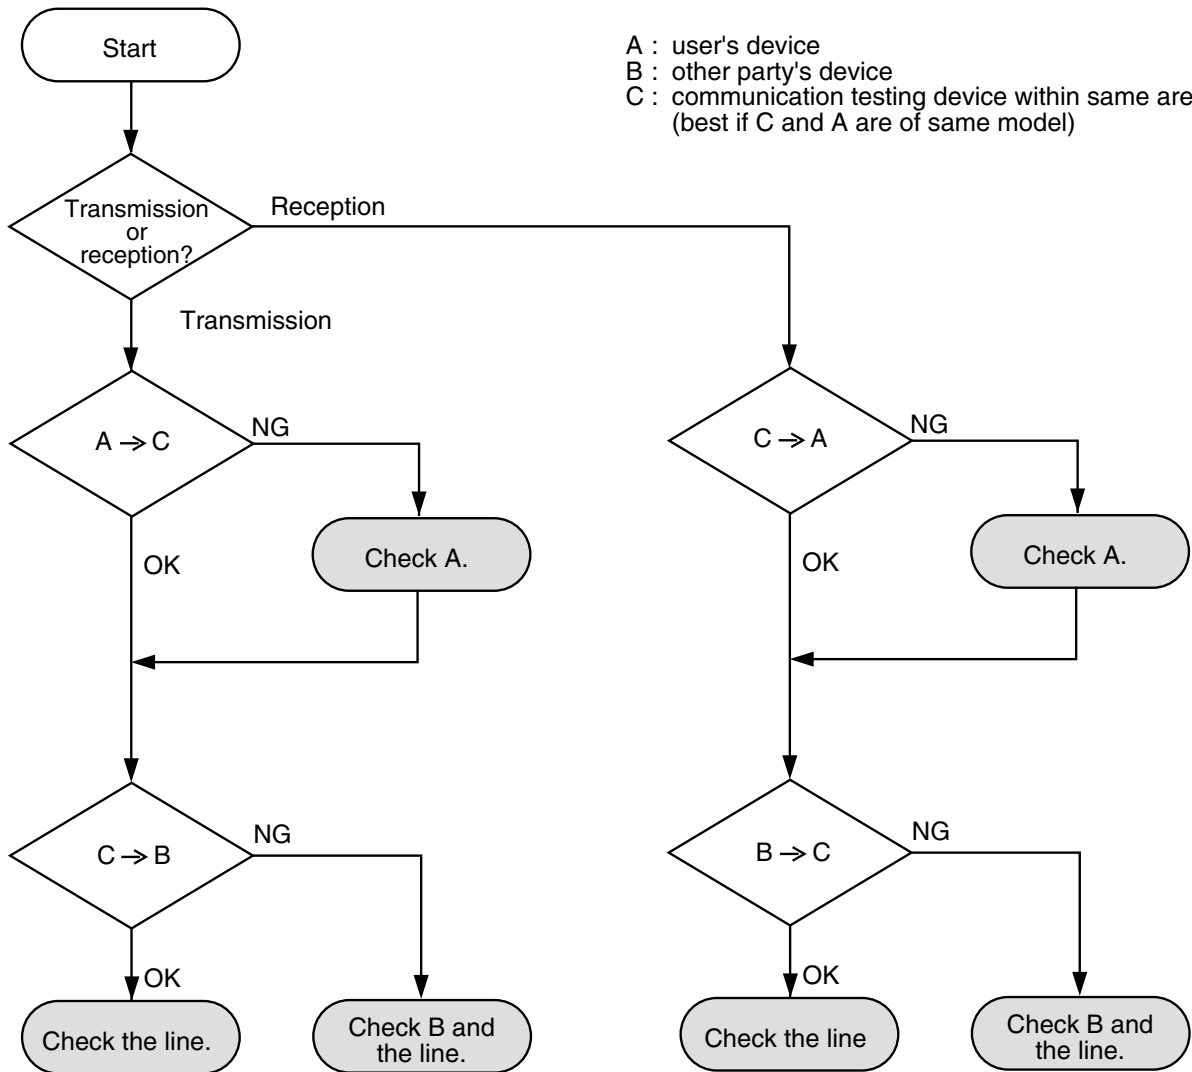 Start
A : user's device
B : other party's device
C : communication testing device within same are
(best if C and A are of same model)
Transmission
or
reception?
Reception
Transmission
A → C
NG
C → A
NG
Check A.
Check A.
OK
OK
C → B
NG
B → C
NG
OK
OK
Check the line.
Check B and
the line.
Check the line
Check B and
the line.